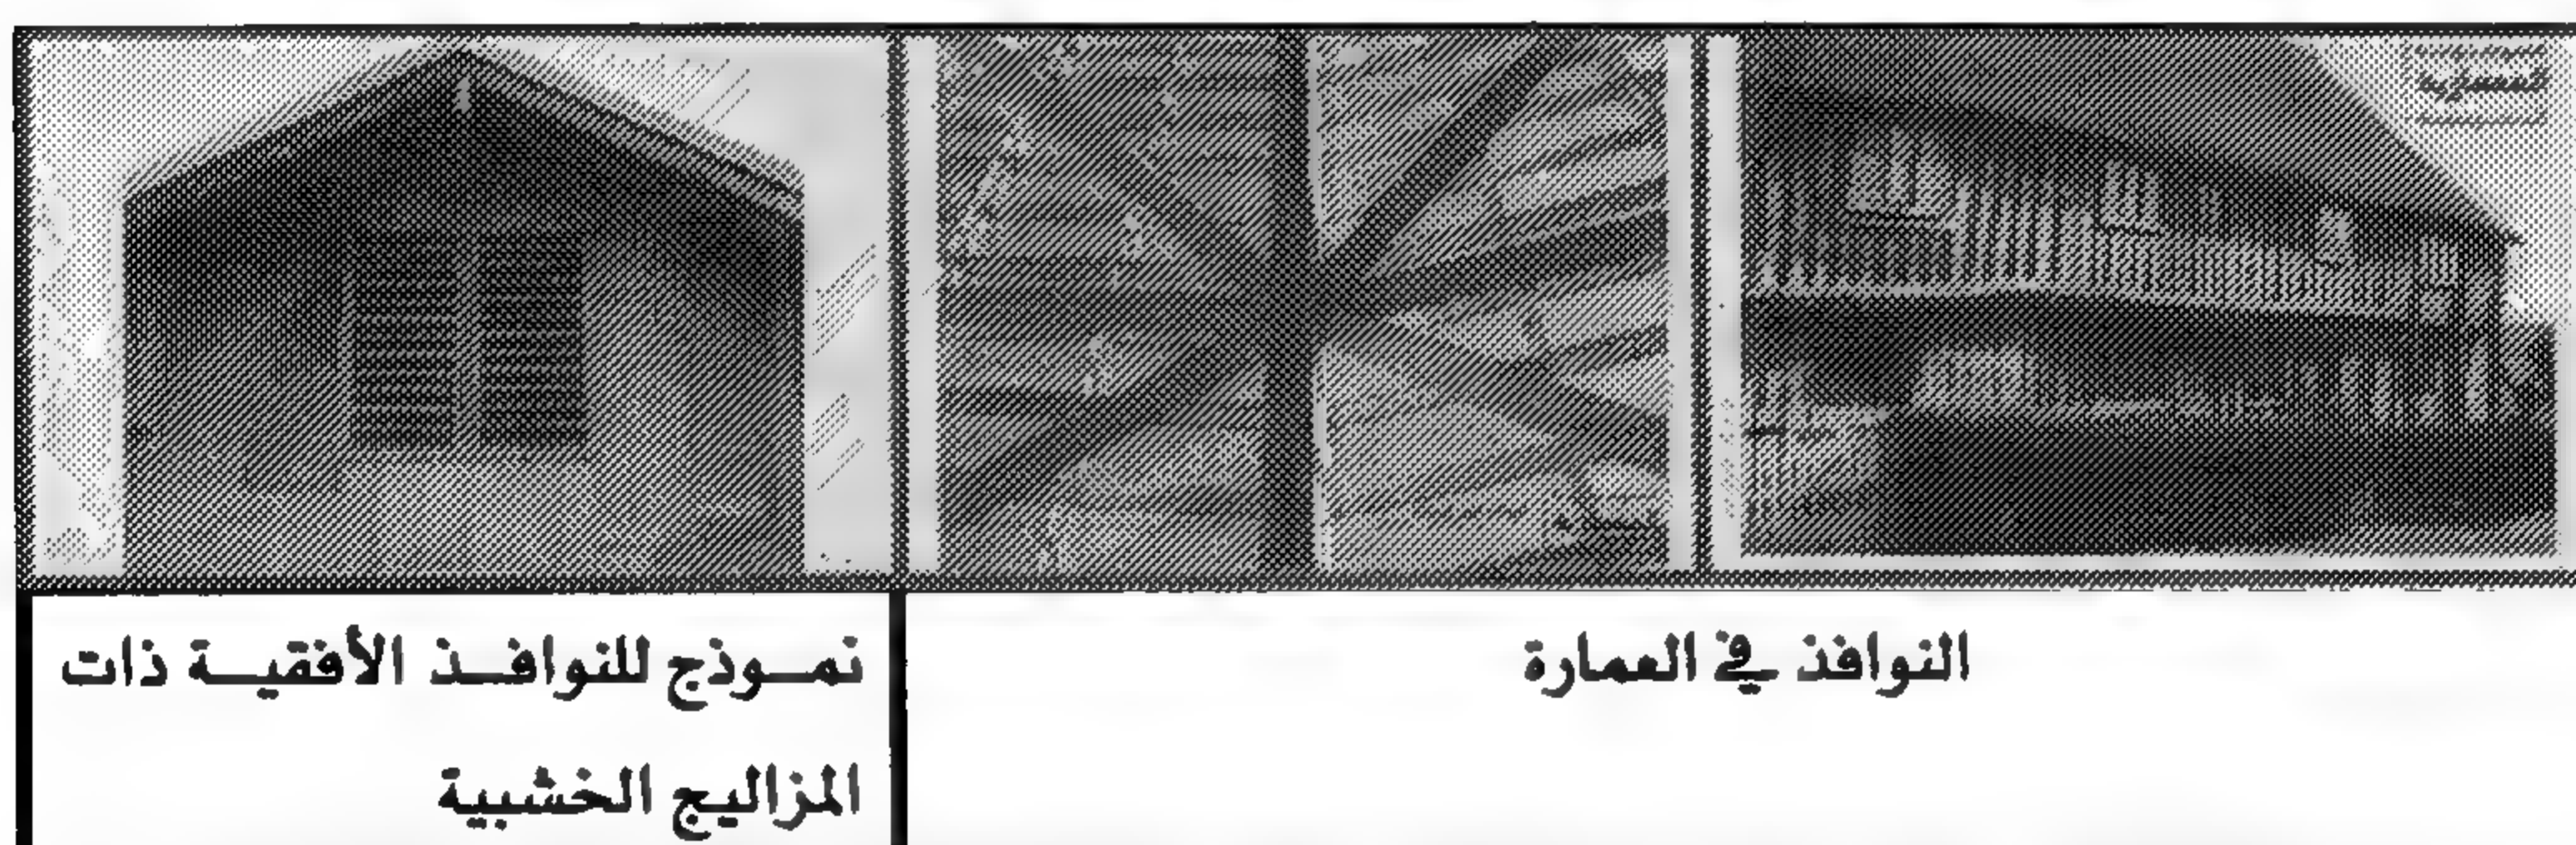 النوافذ في العمارة
نموذج للنوافذ الأفقية ذات
المزاليج الخشبية